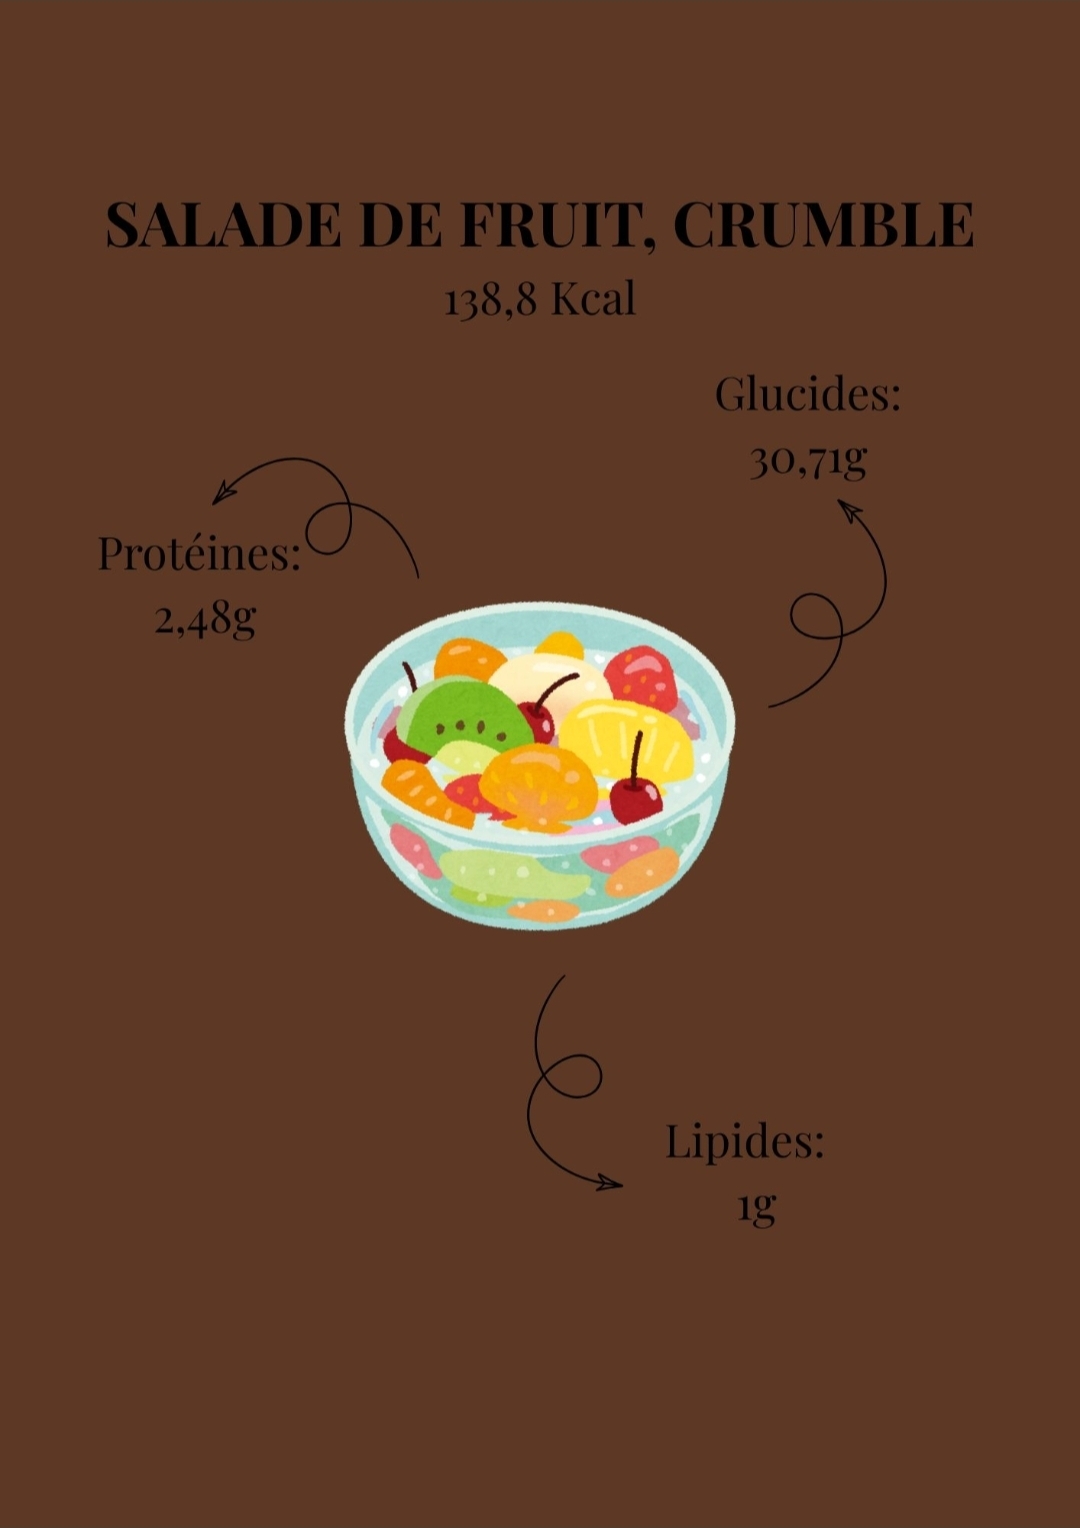 SALADE DE FRUIT, CRUMBLE
138,8 Kcal
Glucides:
30,71g
Protéines:
2,48g
Lipides:
1g